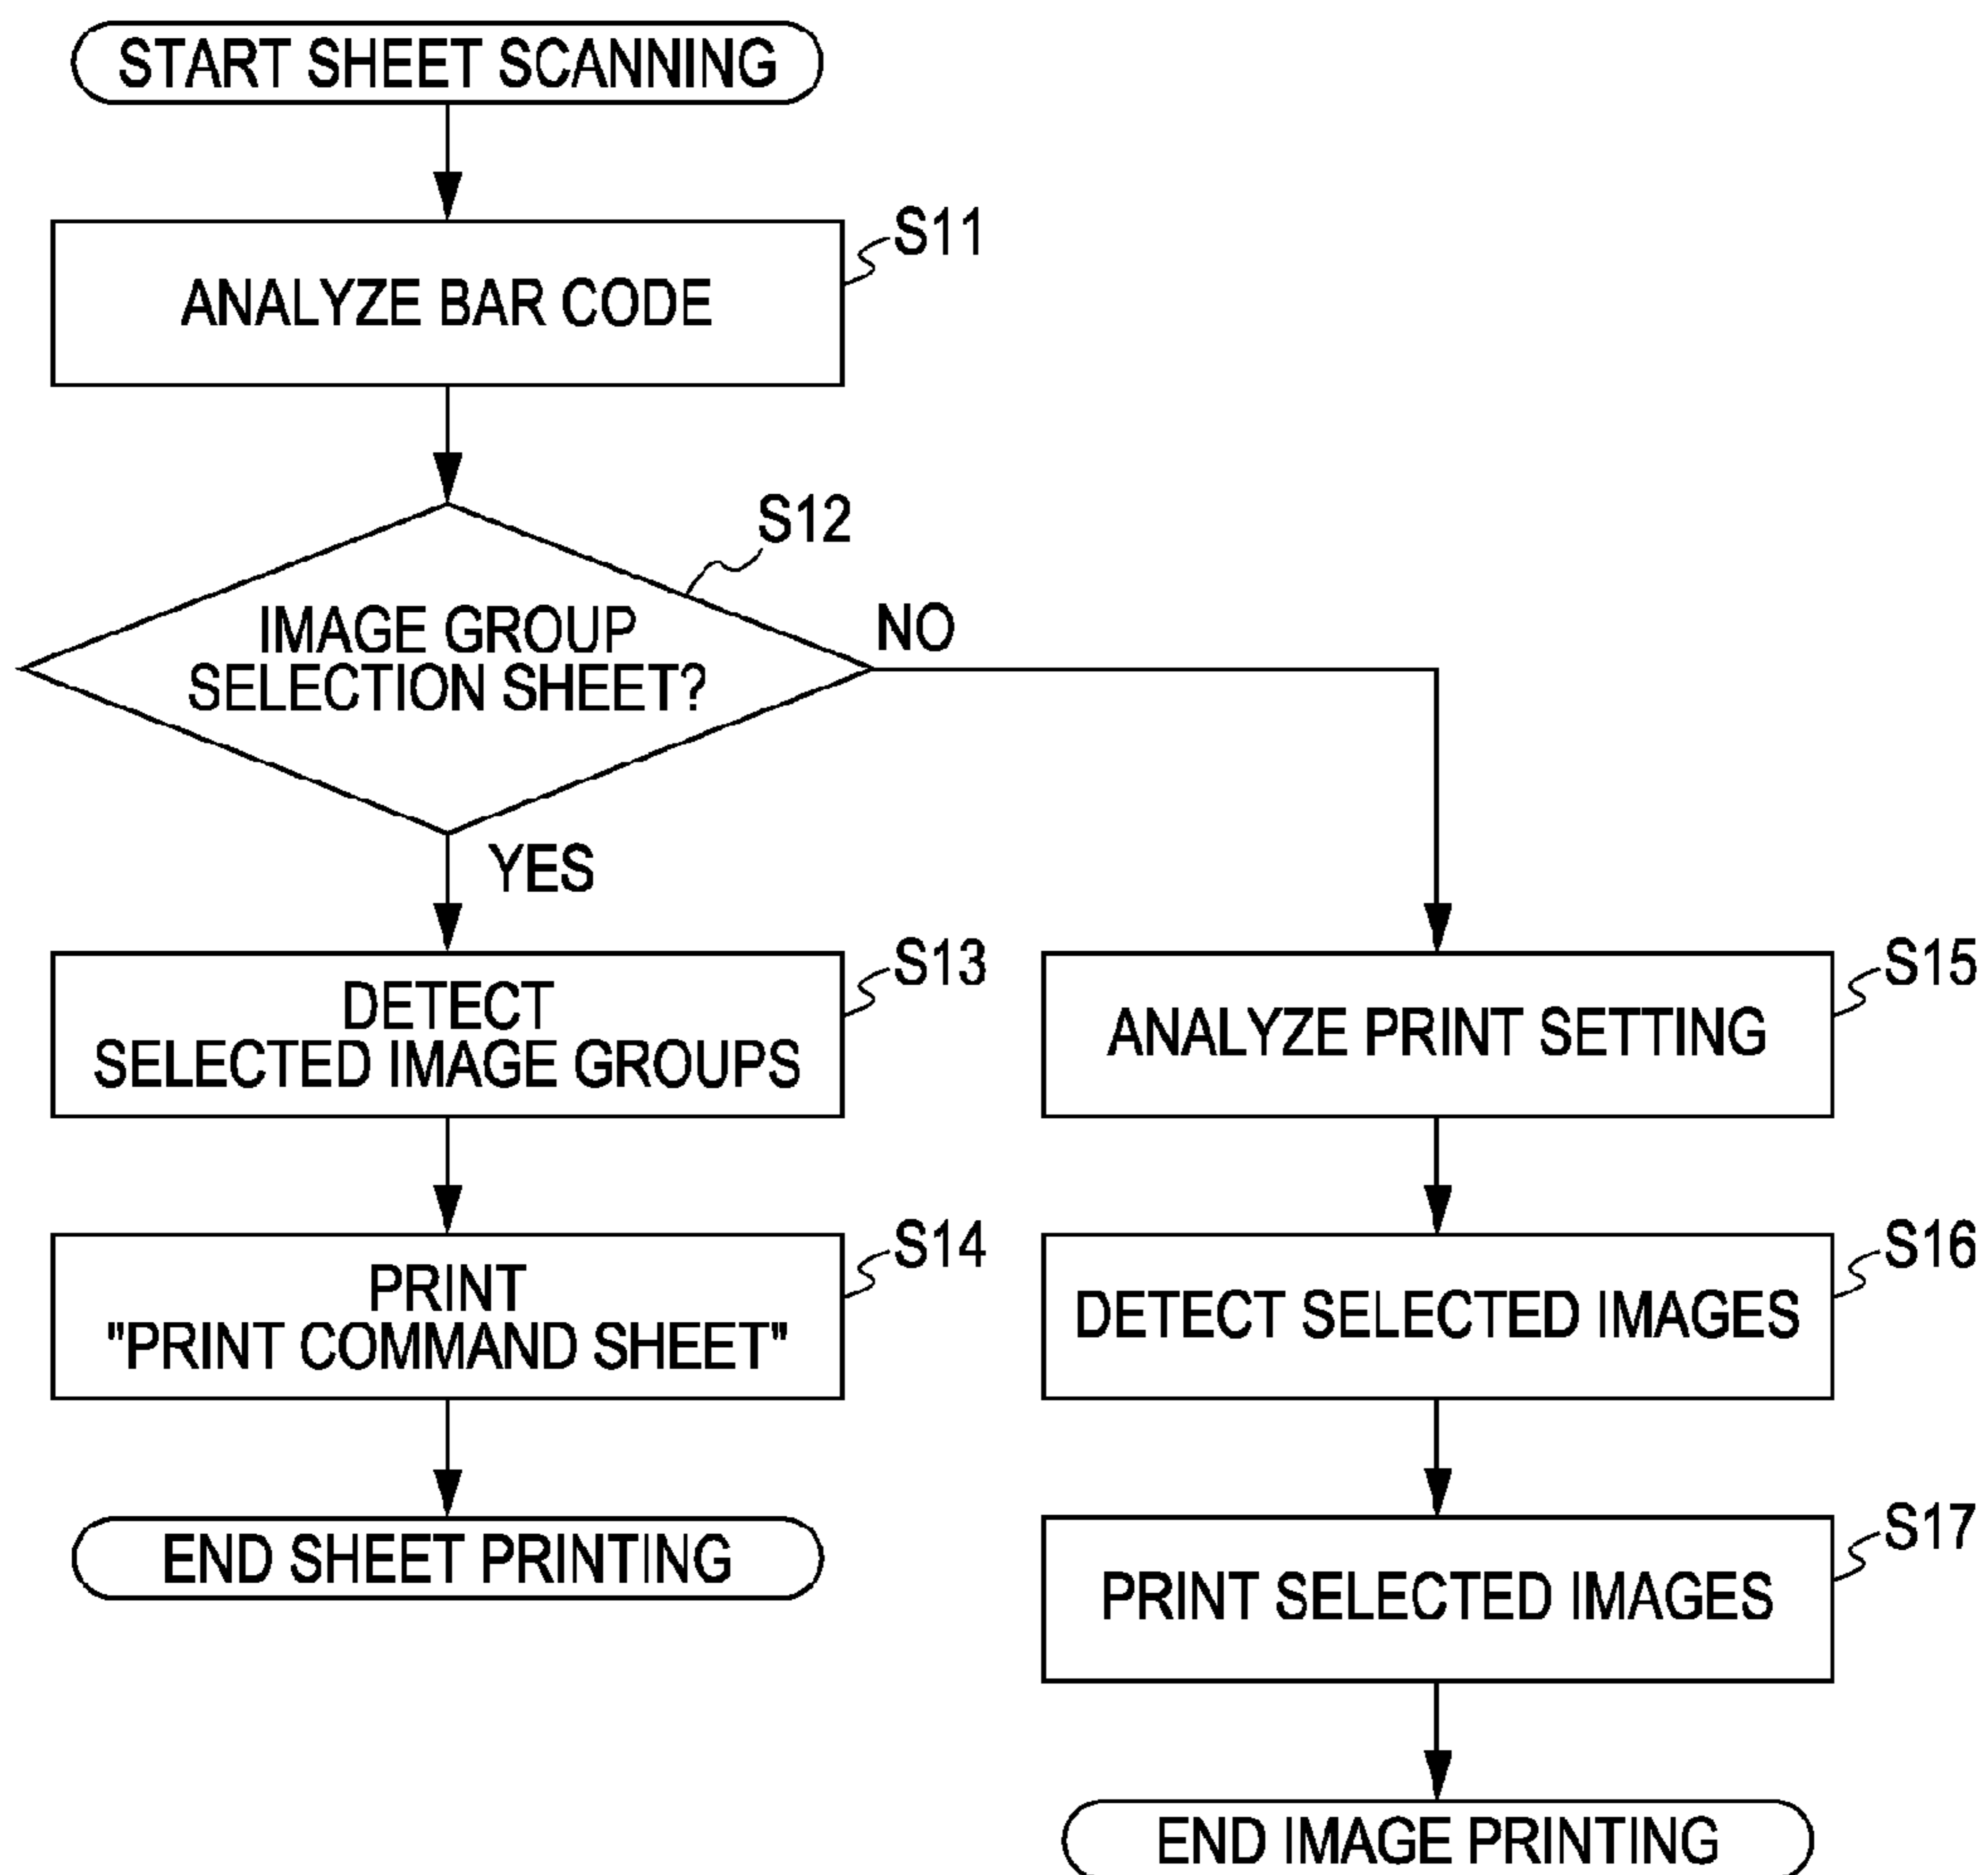 START SHEET SCANNING
S11
ANALYZE BAR CODE
S12
IMAGE GROUP
SELECTION SHEET?
NO
YES
S13
DETECT
SELECTED IMAGE GROUPS
S14
PRINT
"PRINT COMMAND SHEET"
END SHEET PRINTING
S15
ANALYZE PRINT SETTING
S16
DETECT SELECTED IMAGES
S17
PRINT SELECTED IMAGES
END IMAGE PRINTING